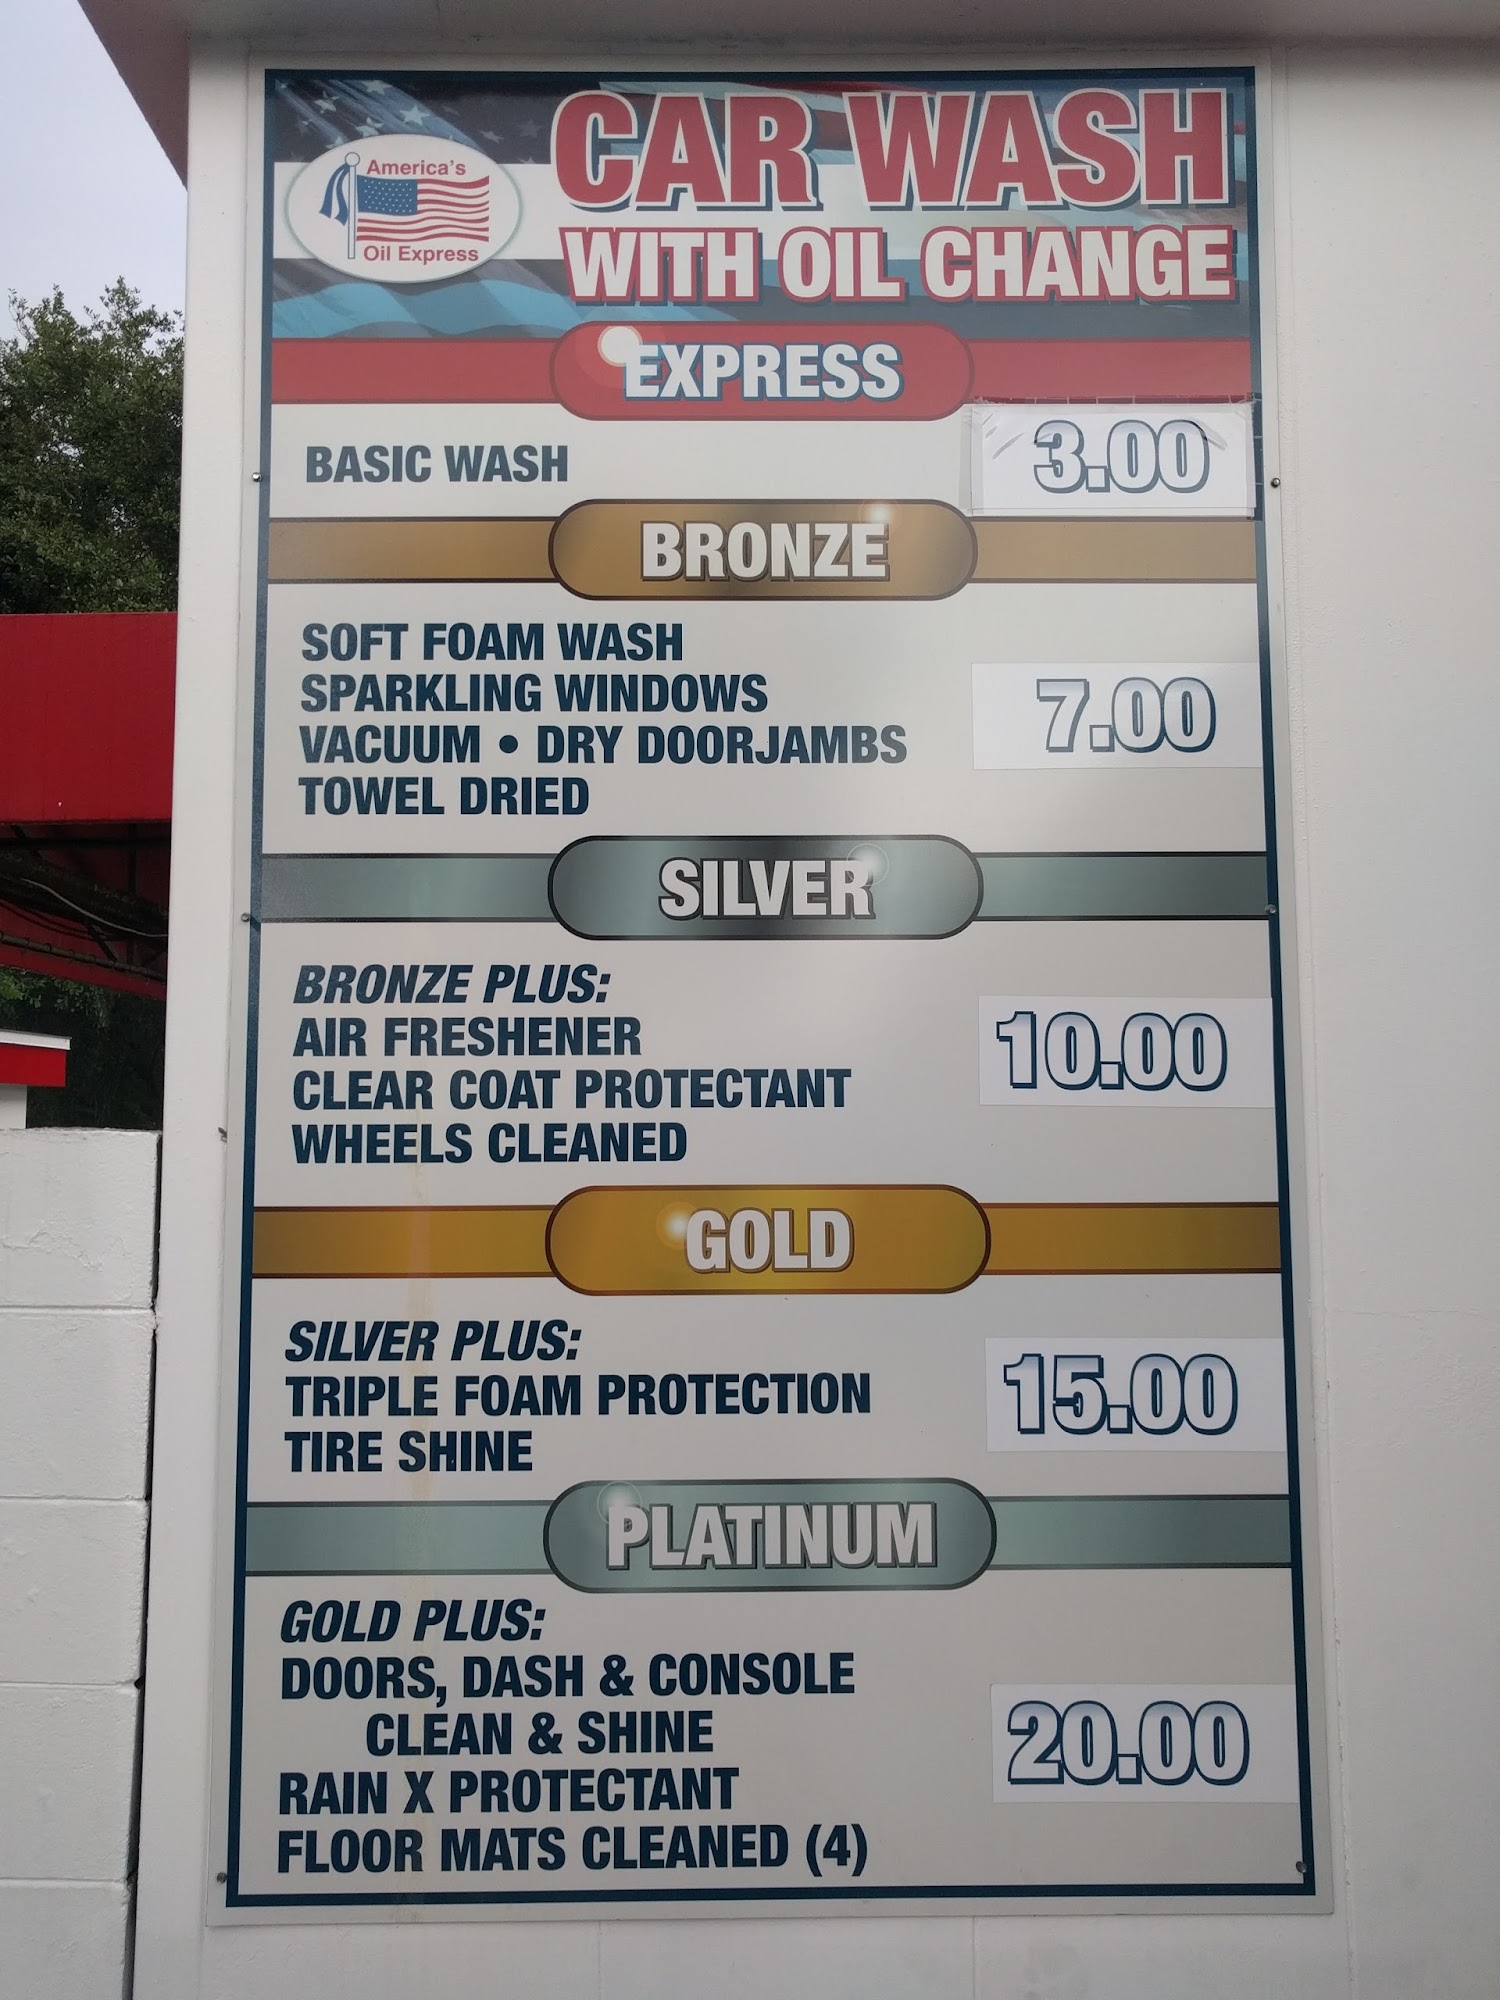 America's
Oil Express
CAR WASH
WITH OIL CHANGE
EXPRESS
BASIC WASH
3.00
BRONZE
SOFT FOAM WASH
SPARKLING WINDOWS
VACUUM • DRY DOORJAMBS
TOWEL DRIED
7.00
SILVER
BRONZE PLUS:
AIR FRESHENER
CLEAR COAT PROTECTANT
WHEELS CLEANED
10.00
GOLD
SILVER PLUS:
TRIPLE FOAM PROTECTION
TIRE SHINE
15.00
PLATINUM
GOLD PLUS:
DOORS, DASH & CONSOLE
CLEAN & SHINE
RAIN X PROTECTANT
FLOOR MATS CLEANED (4)
20.00